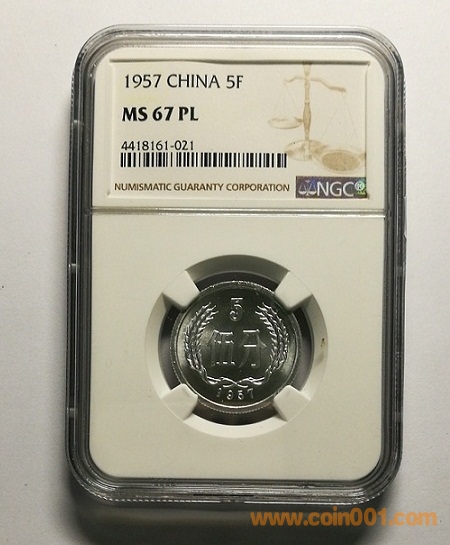 1957 CHINA 5F
MS 67 PL
4418161-021
NUMISMATIC GUARANTY CORPORATION
NGC®
5
伍分
1957
www.coin001.com